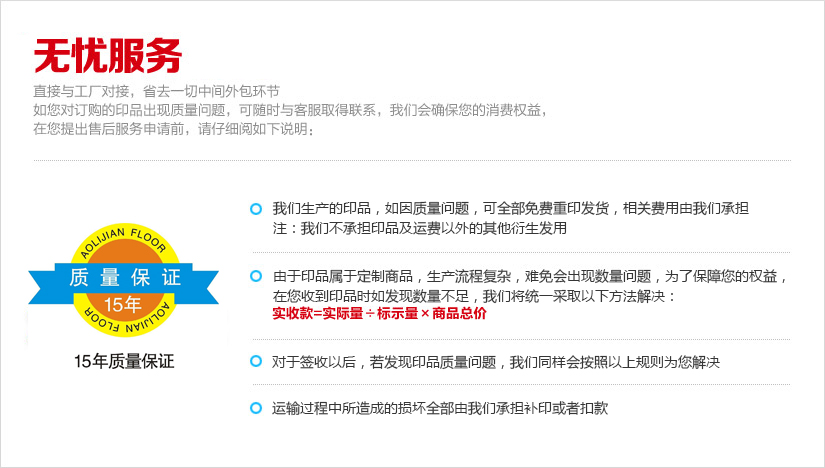 无忧服务
直接与工厂对接，省去一切中间外包环节
如您对订购的印品出现质量问题，可随时与客服取得联系，我们会确保您的消费权益，
在您提出售后服务申请前，请仔细阅如下说明；
我们生产的印品，如因质量问题，可全部免费重印发货，相关费用由我们承担
注：我们不承担印品及运费以外的其他衍生发用
AOLIJIAN FLOOR
质量保证
15年
AOLIJIAN FLOOR
15年质量保证
由于印品属于定制商品，生产流程复杂，难免会出现数量问题，为了保障您的权益，
在您收到印品时如发现数量不足，我们将统一采取以下方法解决：
实收款=实际量÷标示量×商品总价
对于签收以后，若发现印品质量问题，我们同样会按照以上规则为您解决
运输过程中所造成的损坏全部由我们承担补印或者扣款